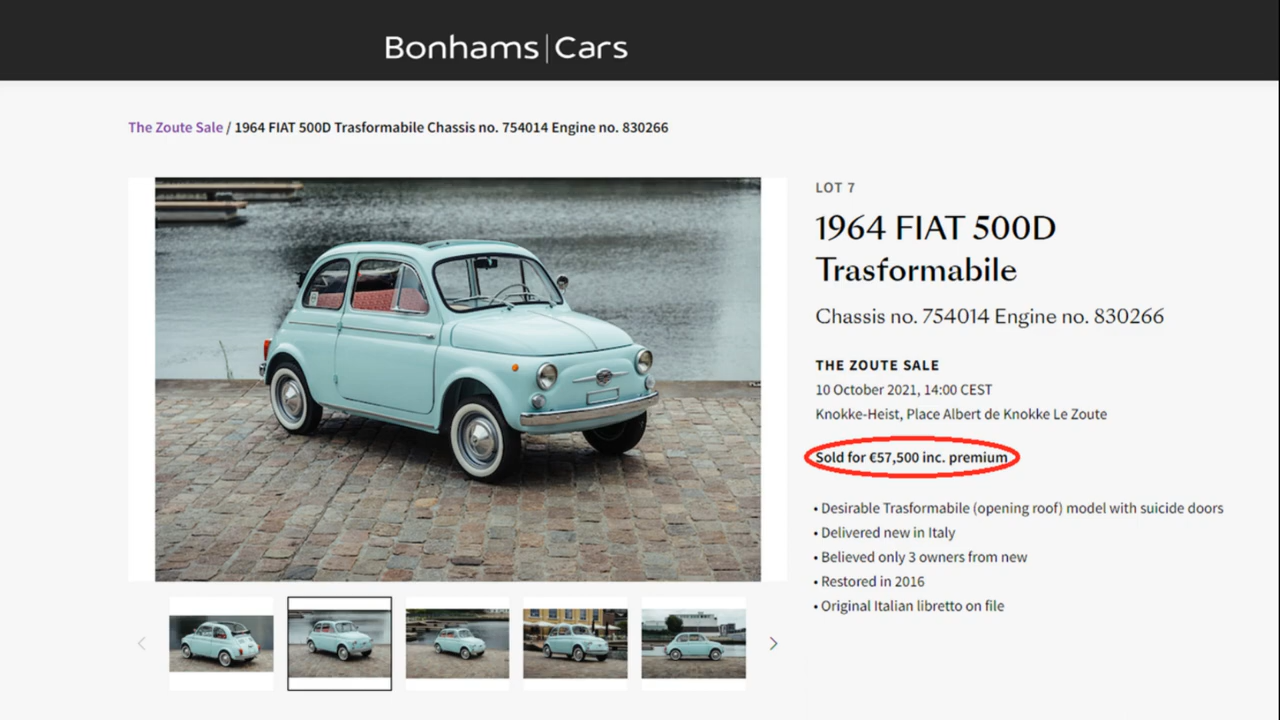 Bonhams|Cars
The Zoute Sale / 1964 FIAT 500D Trasformabile Chassis no. 754014 Engine no. 830266
LOT 7
1964 FIAT 500D
Trasformabile
Chassis no. 754014 Engine no. 830266
THE ZOUTE SALE
10 October 2021, 14:00 CEST
Knokke-Heist, Place Albert de Knokke Le Zoute
Sold for €57,500 inc. premium
• Desirable Trasformabile (opening roof) model with suicide doors
• Delivered new in Italy
• Believed only 3 owners from new
• Restored in 2016
• Original Italian libretto on file